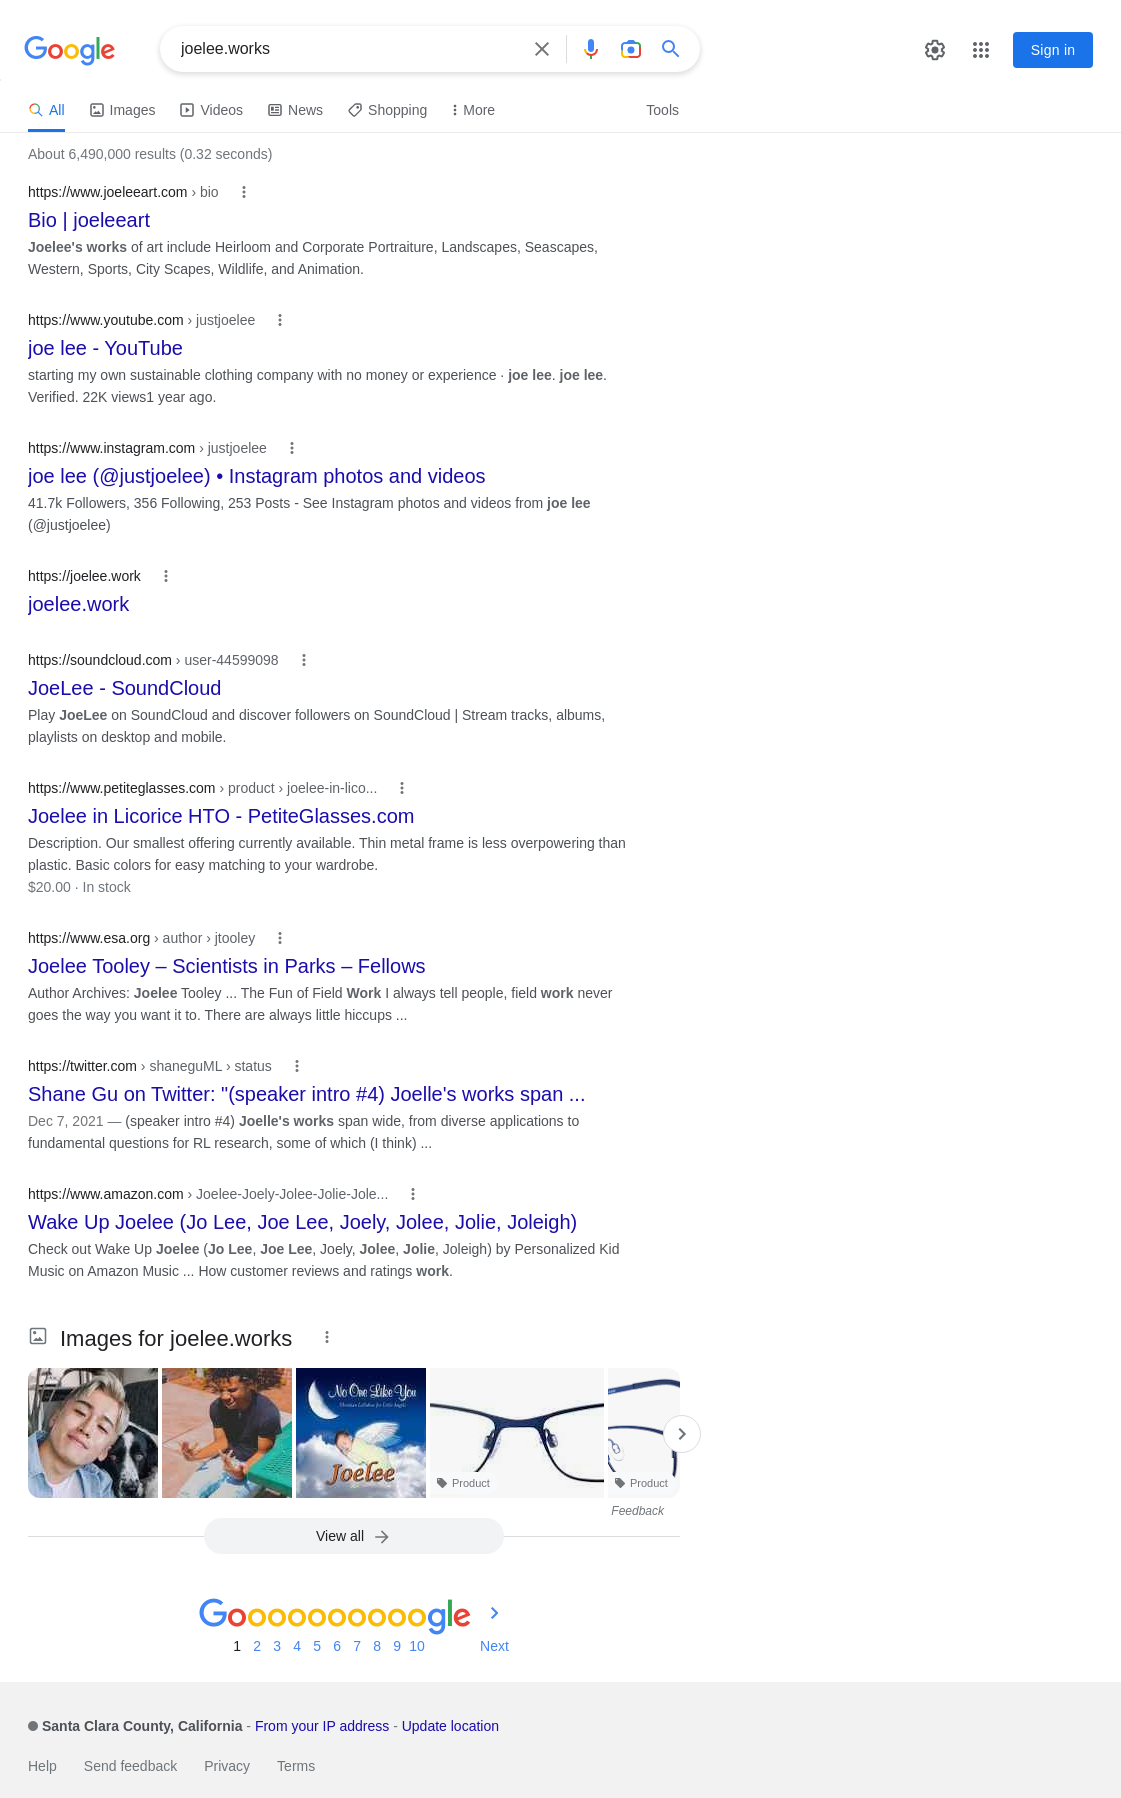 Google
joelee.works
Sign in
All
Images
Videos
News
Shopping
More
Tools
About 6,490,000 results (0.32 seconds)
https://www.joeleeart.com › bio
Bio | joeleeart
Joelee's works of art include Heirloom and Corporate Portraiture, Landscapes, Seascapes,
Western, Sports, City Scapes, Wildlife, and Animation.
https://www.youtube.com › justjoelee
joe lee - YouTube
starting my own sustainable clothing company with no money or experience · joe lee. joe lee.
Verified. 22K views1 year ago.
https://www.instagram.com › justjoelee
joe lee (@justjoelee) • Instagram photos and videos
41.7k Followers, 356 Following, 253 Posts - See Instagram photos and videos from joe lee
(@justjoelee)
https://joelee.work
joelee.work
https://soundcloud.com › user-44599098
JoeLee - SoundCloud
Play JoeLee on SoundCloud and discover followers on SoundCloud | Stream tracks, albums,
playlists on desktop and mobile.
https://www.petiteglasses.com › product › joelee-in-lico...
Joelee in Licorice HTO - PetiteGlasses.com
Description. Our smallest offering currently available. Thin metal frame is less overpowering than
plastic. Basic colors for easy matching to your wardrobe.
$20.00 · In stock
https://www.esa.org › author › jtooley
Joelee Tooley – Scientists in Parks – Fellows
Author Archives: Joelee Tooley ... The Fun of Field Work I always tell people, field work never
goes the way you want it to. There are always little hiccups ...
https://twitter.com › shaneguML › status
Shane Gu on Twitter: "(speaker intro #4) Joelle's works span ...
Dec 7, 2021 — (speaker intro #4) Joelle's works span wide, from diverse applications to
fundamental questions for RL research, some of which (I think) ...
https://www.amazon.com › Joelee-Joely-Jolee-Jolie-Jole...
Wake Up Joelee (Jo Lee, Joe Lee, Joely, Jolee, Jolie, Joleigh)
Check out Wake Up Joelee (Jo Lee, Joe Lee, Joely, Jolee, Jolie, Joleigh) by Personalized Kid
Music on Amazon Music ... How customer reviews and ratings work.
Images for joelee.works
No One Like You
Christian Lullabies for Little Angels
Joelee
Product
Product
Feedback
View all
Goooooooooogle
1 2 3 4 5 6 7 8 9 10 Next
Santa Clara County, California - From your IP address - Update location
Help
Send feedback
Privacy
Terms